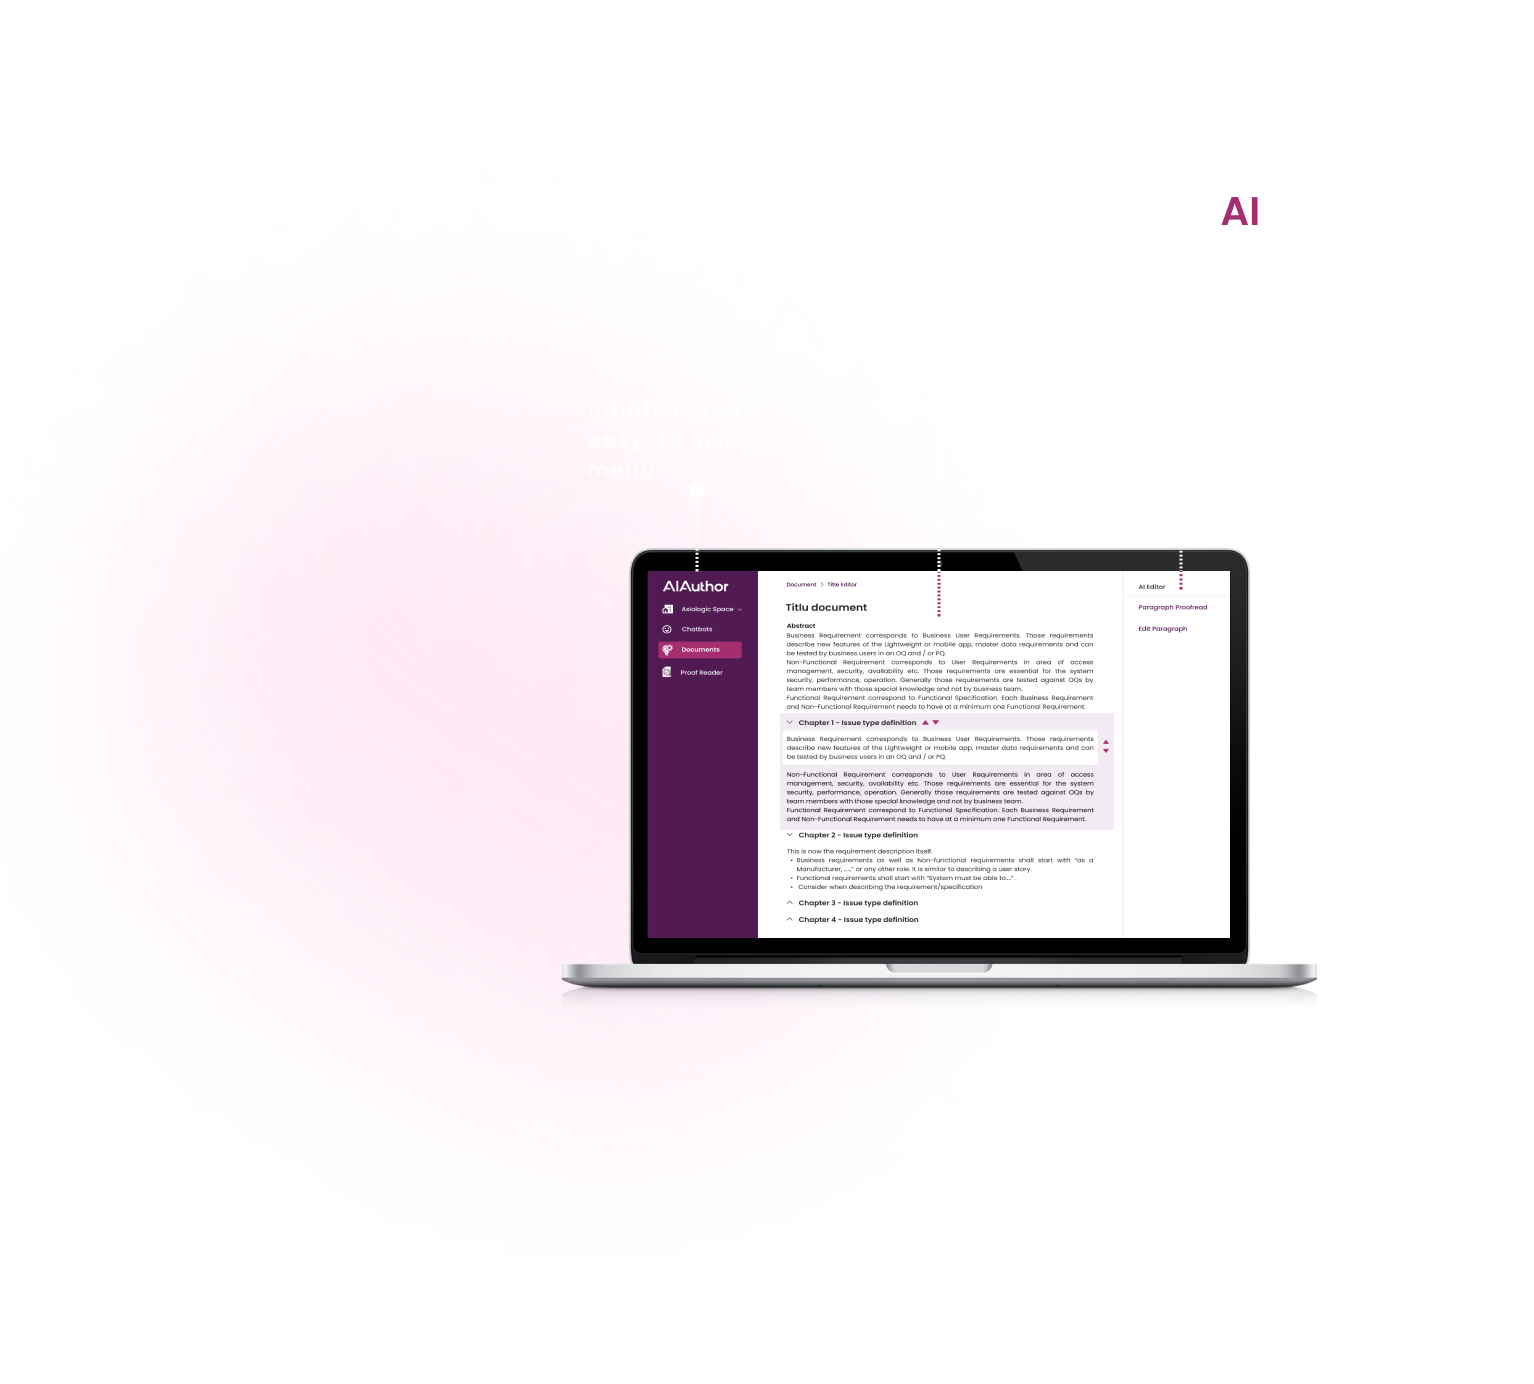 AI
Intuitive and
easy-to-use
menu
AIAuthor
Axiologic Space
Chatbots
Documents
Proof Reader
Document > Title Editor
Titlu document
Abstract
Business Requirement corresponds to Business User Requirements. Those requirements
describe new features of the Lightweight or mobile app, master data requirements and can
be tested by business users in an OQ and / or PQ.
Non-Functional Requirement corresponds to User Requirements in area of access
management, security, availability etc. Those requirements are essential for the system
security, performance, operation. Generally those requirements are tested against OQs by
team members with those special knowledge and not by business team.
Functional Requirement correspond to Functional Specification. Each Business Requirement
and Non-Functional Requirement needs to have at a minimum one Functional Requirement.
Chapter 1 - Issue type definition
Business Requirement corresponds to Business User Requirements. Those requirements
describe new features of the Lightweight or mobile app, master data requirements and can
be tested by business users in an OQ and / or PQ.
Non-Functional Requirement corresponds to User Requirements in area of access
management, security, availability etc. Those requirements are essential for the system
security, performance, operation. Generally those requirements are tested against OQs by
team members with those special knowledge and not by business team.
Functional Requirement correspond to Functional Specification. Each Business Requirement
and Non-Functional Requirement needs to have at a minimum one Functional Requirement.
Chapter 2 - Issue type definition
This is now the requirement description itself.
• Business requirements as well as Non-functional requirements shall start with "as a
Manufacturer, ....." or any other role. It is similar to describing a user story.
• Functional requirements shall start with "System must be able to..." .
• Consider when describing the requirement/specification
Chapter 3 - Issue type definition
Chapter 4 - Issue type definition
AI Editor
Paragraph Proofread
Edit Paragraph